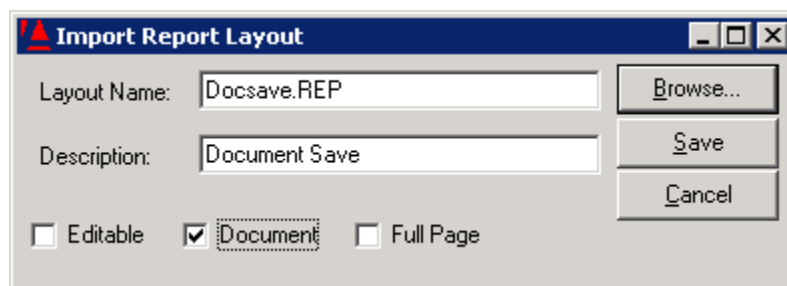 Import Report Layout
Layout Name: Docsave.REP Browse...
Description: Document Save Save
Cancel
Editable Document Full Page